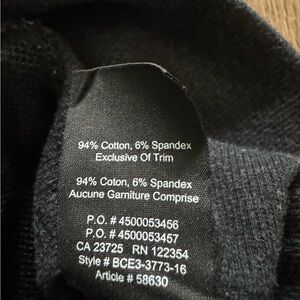 94% Cotton, 6% Spandex
Exclusive Of Trim
94% Coton, 6% Spandex
Aucune Garniture Comprise
P.O. # 4500053456
P.O. # 4500053457
CA 23725 RN 122354
Style # BCE3-3773-16
Article # 58630